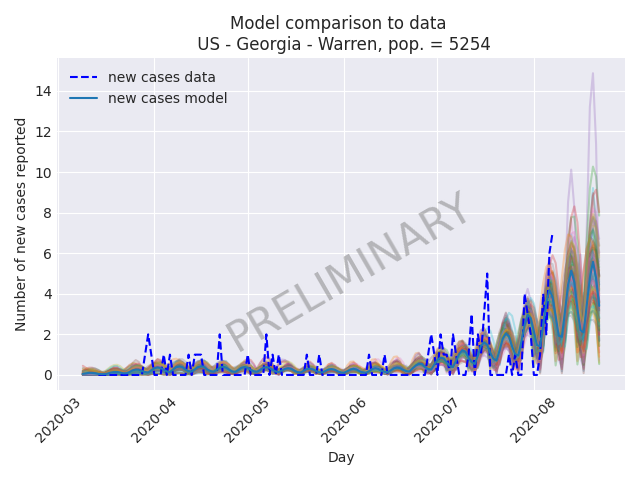 Model comparison to data
US - Georgia - Warren, pop. = 5254
new cases data
new cases model
PRELIMINARY
Number of new cases reported
14
12
10
8
6
4
2
0
2020-03
2020-04
2020-05
2020-06
2020-07
2020-08
Day